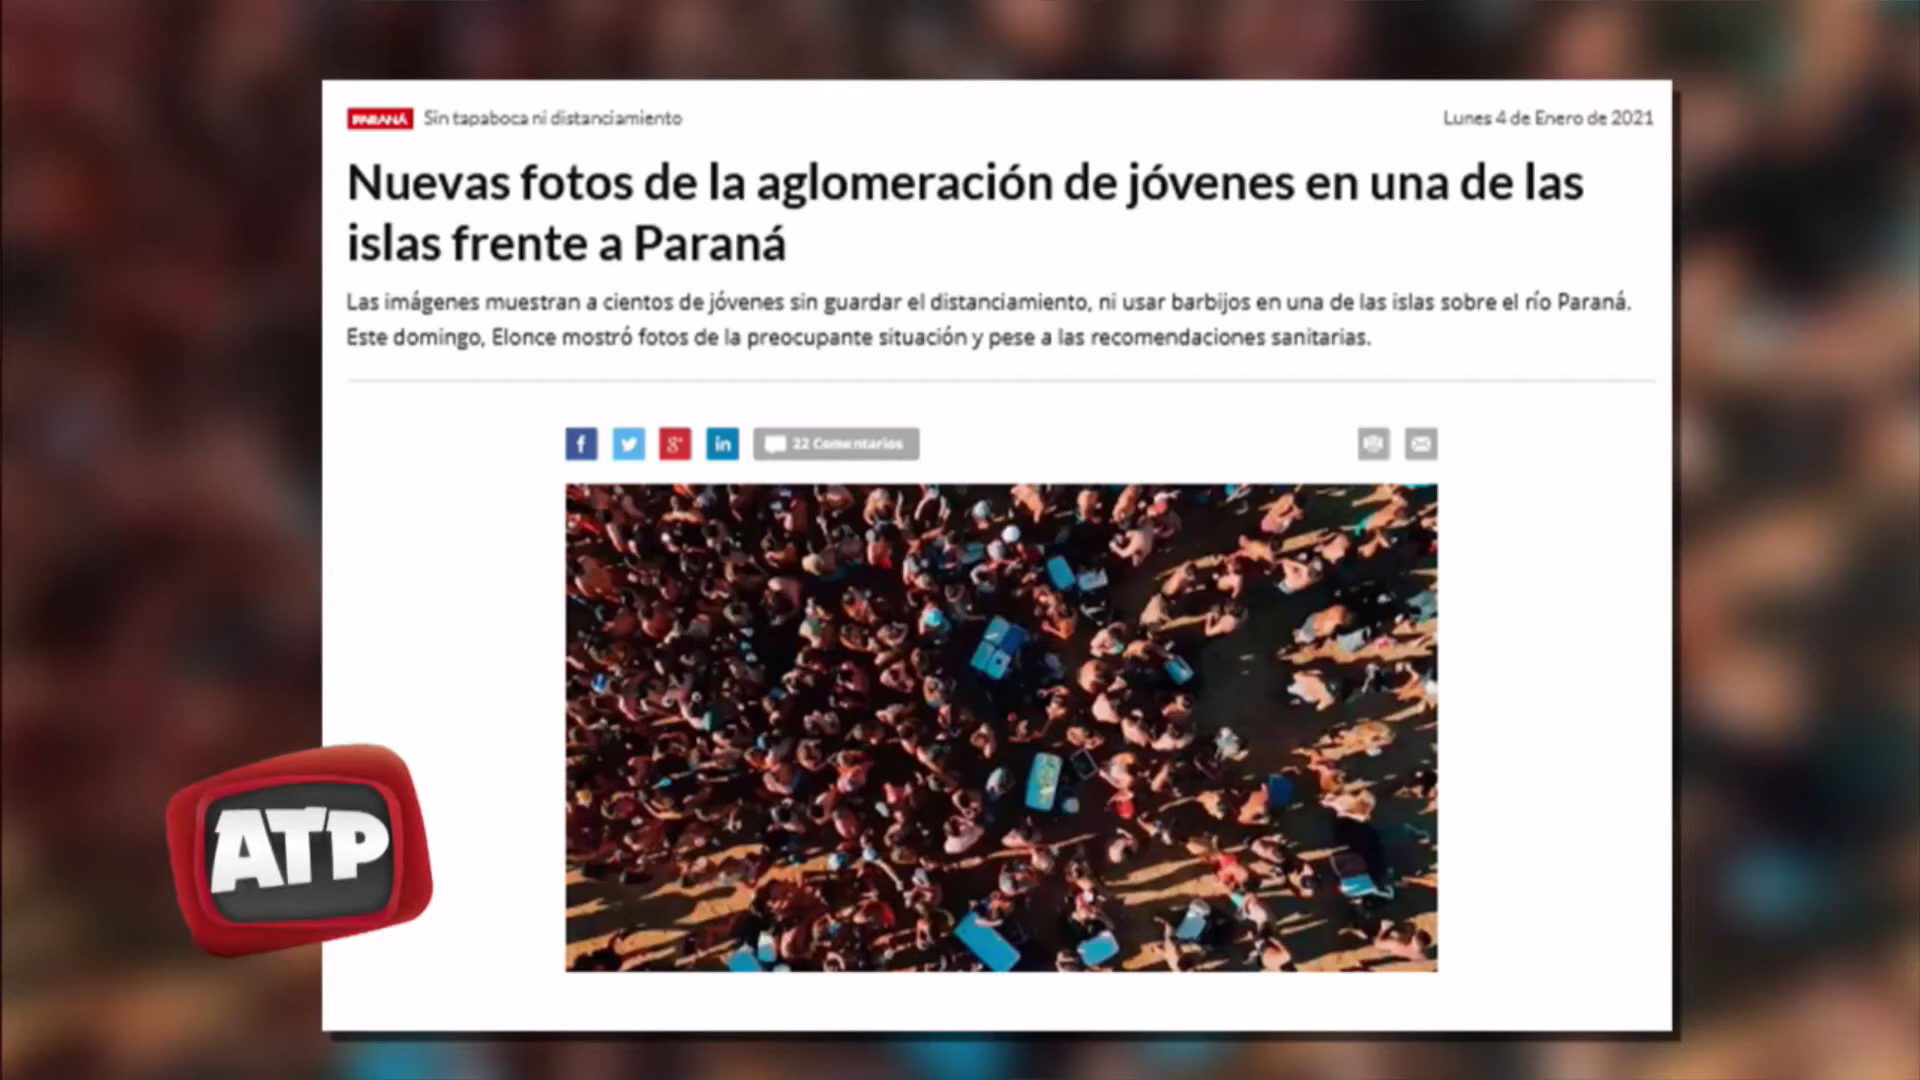 PARANÁ Sin tapaboca ni distanciamiento
Lunes 4 de Enero de 2021
Nuevas fotos de la aglomeración de jóvenes en una de las
islas frente a Paraná
Las imágenes muestran a cientos de jóvenes sin guardar el distanciamiento, ni usar barbijos en una de las islas sobre el río Paraná.
Este domingo, Elonce mostró fotos de la preocupante situación y pese a las recomendaciones sanitarias.
f
g+
in
22 Comentarios
ATP